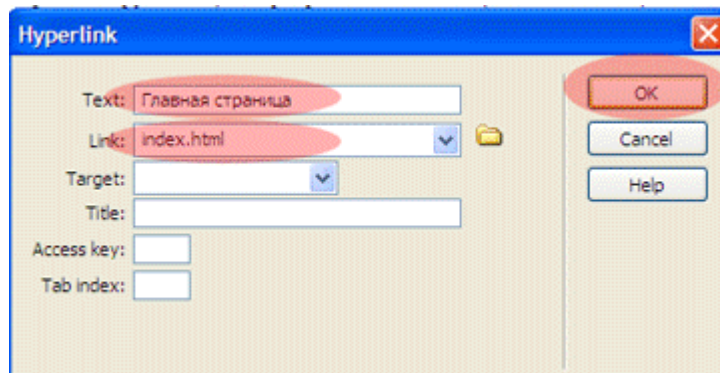 Hyperlink
Text: Главная страница
Link: index.html
Target:
Title:
Access key:
Tab index:
OK
Cancel
Help